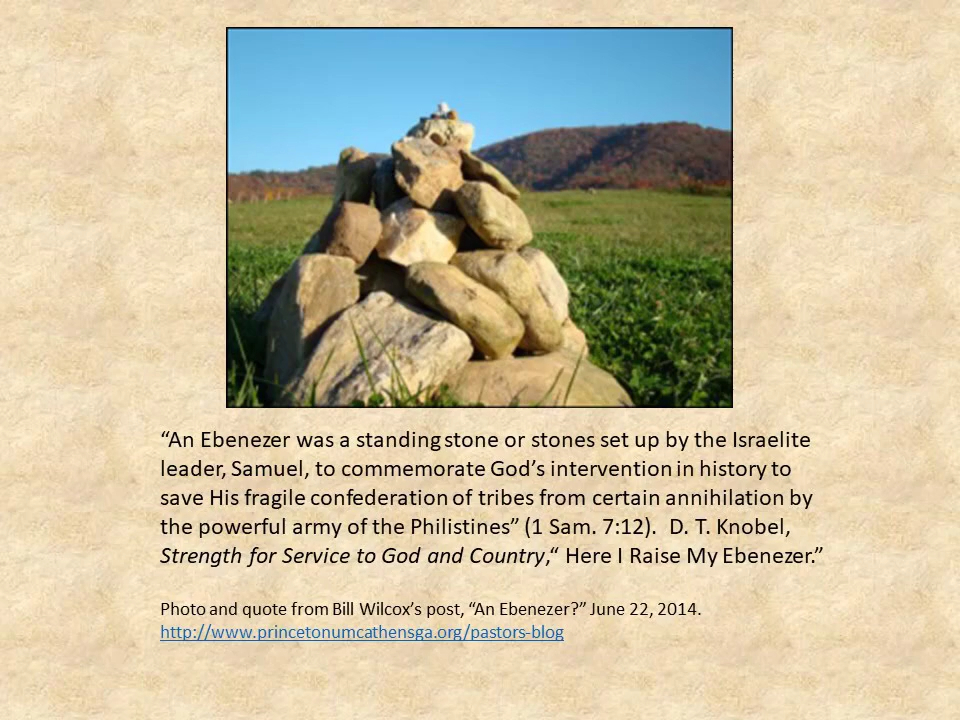 “An Ebenezer was a standing stone or stones set up by the Israelite
leader, Samuel, to commemorate God’s intervention in history to
save His fragile confederation of tribes from certain annihilation by
the powerful army of the Philistines” (1 Sam. 7:12).  D. T. Knobel,
Strength for Service to God and Country,“ Here I Raise My Ebenezer.”
Photo and quote from Bill Wilcox’s post, “An Ebenezer?” June 22, 2014.
http://www.princetonumcathensga.org/pastors-blog